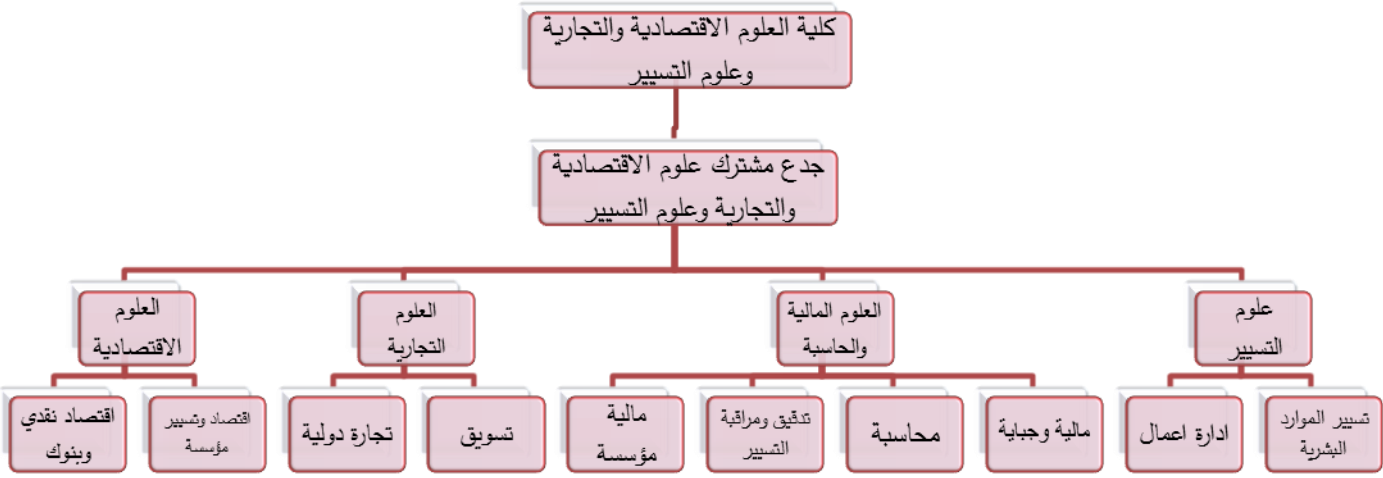 كلية العلوم الاقتصادية والتجارية
وعلوم التسيير
جدع مشترك علوم الاقتصادية
والتجارية وعلوم التسيير
علوم
التسيير
العلوم المالية
والحاسبة
العلوم
التجارية
العلوم
الاقتصادية
تسيير الموارد
البشرية
ادارة اعمال
مالية وجباية
محاسبة
تدقيق ومراقبة
التسيير
مالية
مؤسسة
تسويق
تجارة دولية
اقتصاد وتسيير
مؤسسة
اقتصاد نقدي
وبنوك